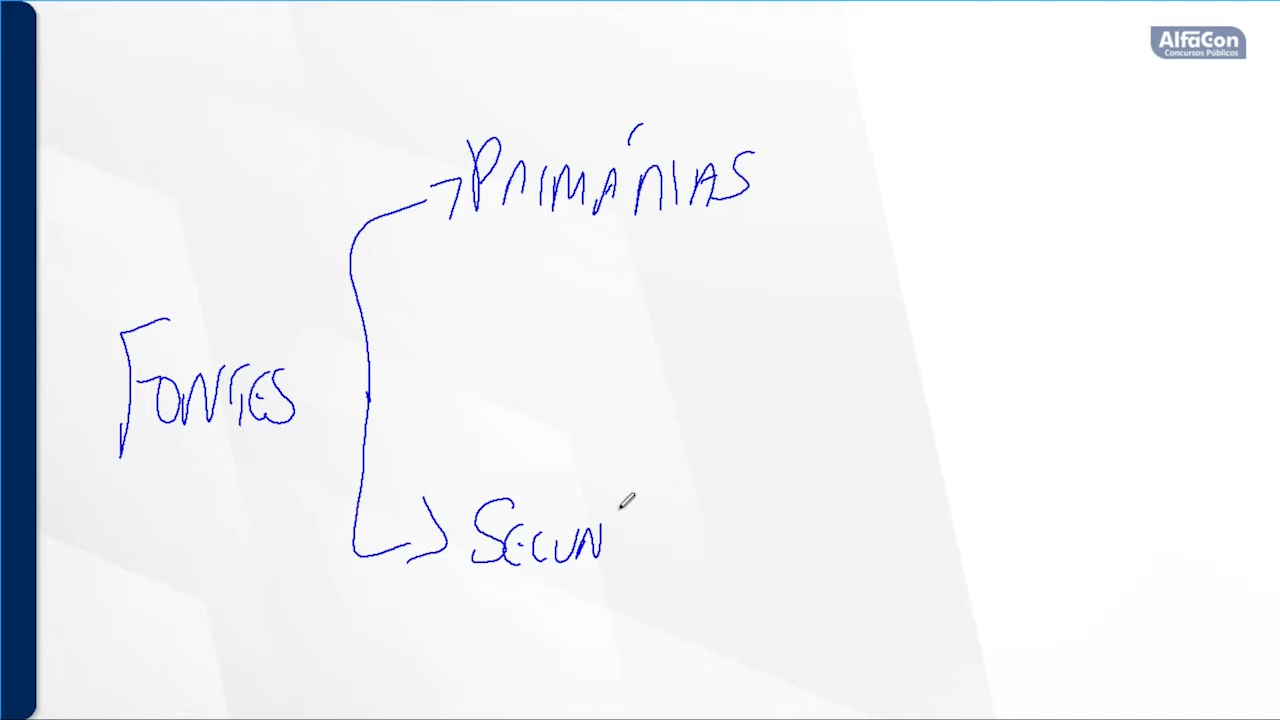 AlfaCon
Concursos Públicos
PRIMÁRIAS
FONTES
SECUN